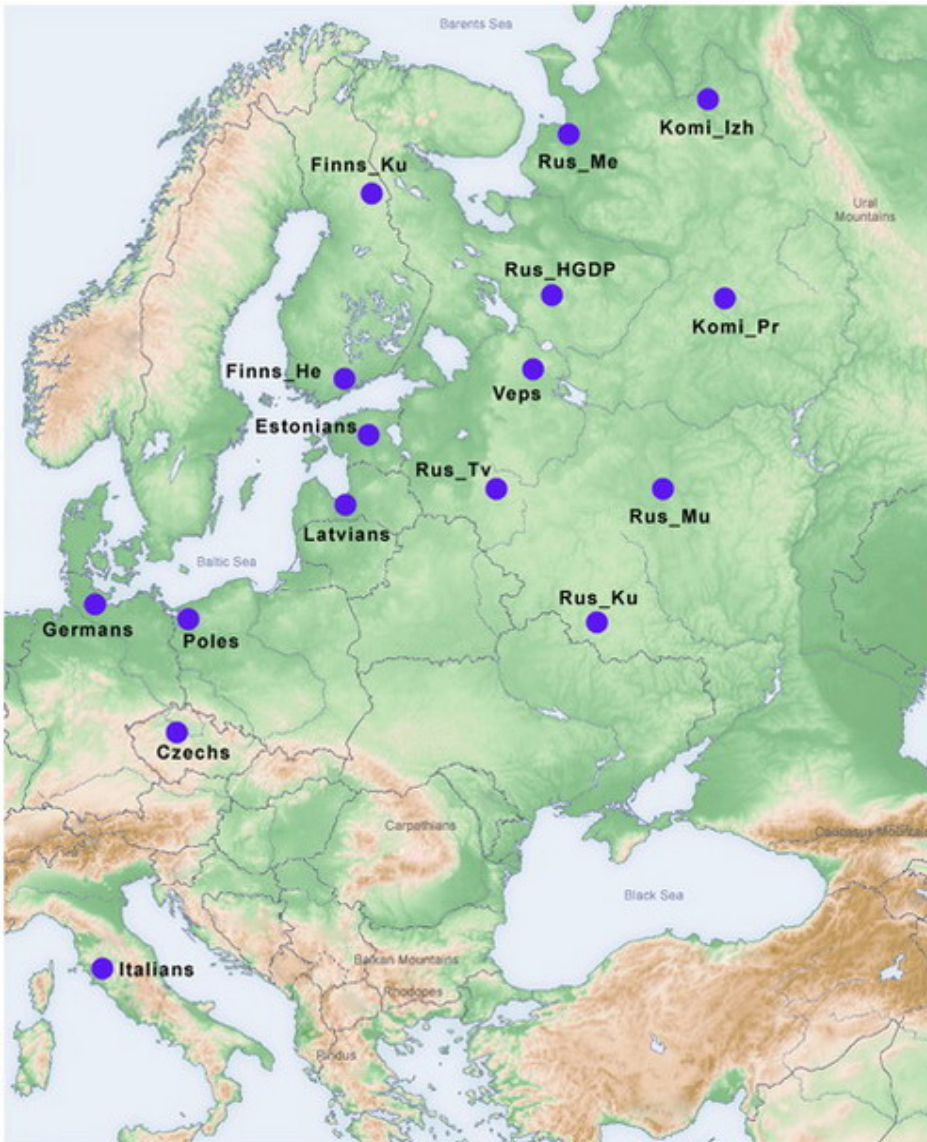 Barents Sea
Komi_Izh
Rus_Me
Finns_Ku
Ural
Mountains
Rus_HGDP
Komi_Pr
Finns_He
Veps
Estonians
Rus_Tv
Rus_Mu
Latvians
Baltic Sea
Rus_Ku
Germans
Poles
Czechs
Carpathians
Caucasus Mountains
Black Sea
Balkan Mountains
Italians
Rhodopes
Pindus